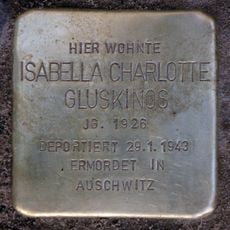 HIER WOHNTE
ISABELLA CHARLOTTE
GLUSKINOS
JG. 1926
DEPORTIERT 29.1.1943
ERMORDET IN
AUSCHWITZ